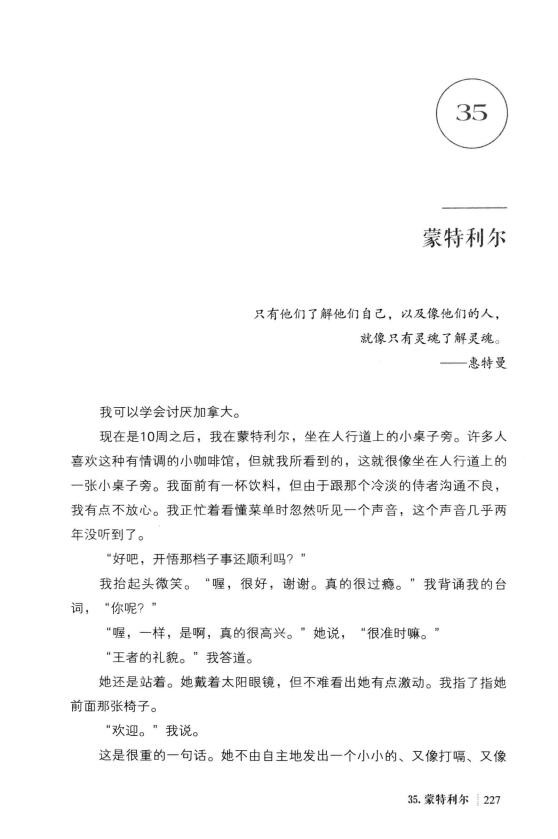 35
蒙特利尔
只有他们了解他们自己，以及像他们的人，
就像只有灵魂了解灵魂。
——惠特曼
我可以学会讨厌加拿大。
现在是10周之后，我在蒙特利尔，坐在人行道上的小桌子旁。许多人
喜欢这种有情调的小咖啡馆，但就我所看到的，这就很像坐在人行道上的
一张小桌子旁。我面前有一杯饮料，但由于跟那个冷淡的侍者沟通不良，
我有点不放心。我正忙着看懂菜单时忽然听见一个声音，这个声音几乎两
年没听到了。
“好吧，开悟那档子事还顺利吗？”
我抬起头微笑。“喔，很好，谢谢。真的很过瘾。”我背诵我的台
词，“你呢？”
“喔，一样，是啊，真的很高兴。”她说，“很准时嘛。”
“王者的礼貌。”我答道。
她还是站着。她戴着太阳眼镜，但不难看出她有点激动。我指了指她
前面那张椅子。
“欢迎。”我说。
这是很重的一句话。她不由自主地发出一个小小的、又像打嗝、又像
35. 蒙特利尔 227